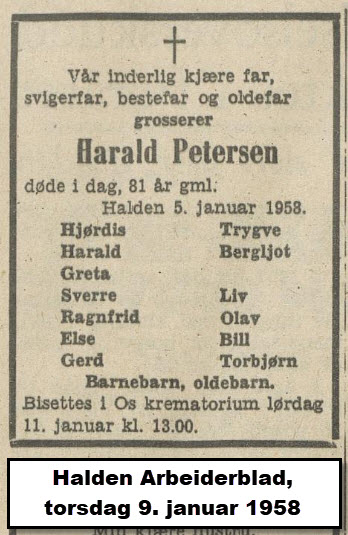 Vår inderlig kjære far,
svigerfar, bestefar og oldefar
grosserer
Harald Petersen
døde i dag, 81 år gml.
Halden 5. januar 1958.
Hjørdis Trygve
Harald Bergljot
Greta
Sverre Liv
Ragnfrid Olav
Else Bill
Gerd Torbjørn
Barnebarn, oldebarn.
Bisettes i Os krematorium lørdag
11. januar kl. 13.00.
Halden Arbeiderblad,
torsdag 9. januar 1958